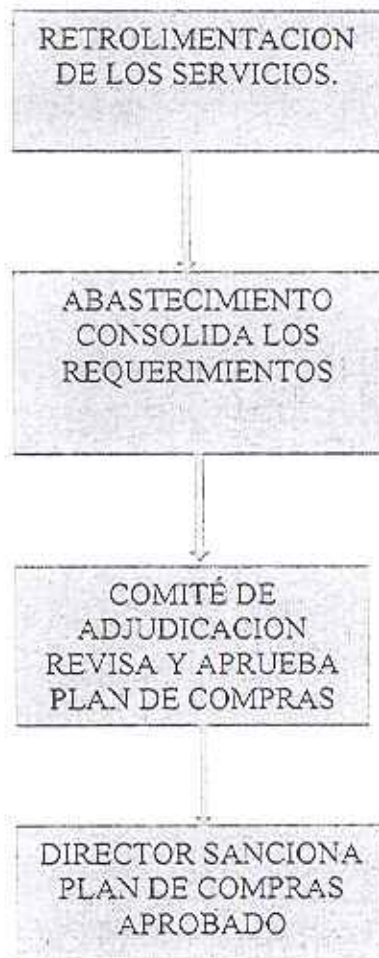 RETROLIMENTACION
DE LOS SERVICIOS.
ABASTECIMIENTO
CONSOLIDA LOS
REQUERIMIENTOS
COMITÉ DE
ADJUDICACION
REVISA Y APRUEBA
PLAN DE COMPRAS
DIRECTOR SANCIONA
PLAN DE COMPRAS
APROBADO